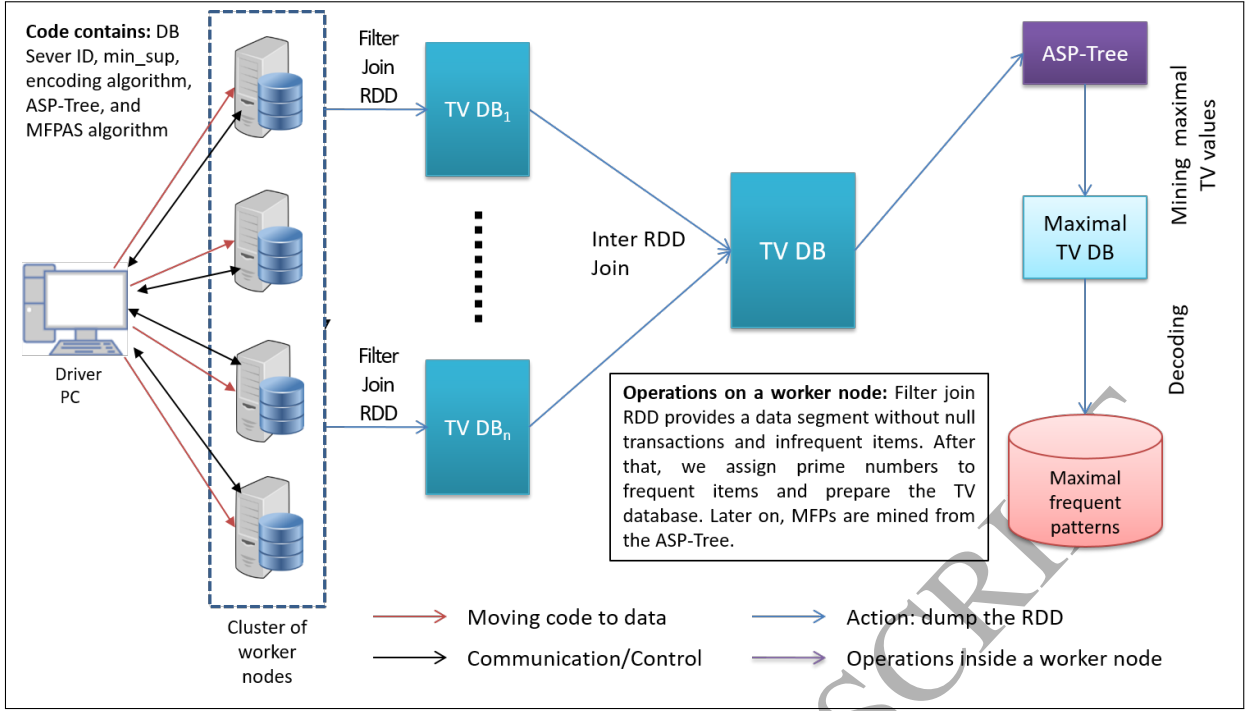 Code contains: DB
Sever ID, min_sup,
encoding algorithm,
ASP-Tree, and
MFPAS algorithm
Driver
PC
Cluster of
worker
nodes
Filter
Join
RDD
TV DB1
Filter
Join
RDD
TV DBn
Inter RDD
Join
TV DB
ASP-Tree
Mining maximal
TV values
Maximal
TV DB
Decoding
Maximal
frequent
patterns
Operations on a worker node: Filter join
RDD provides a data segment without null
transactions and infrequent items. After
that, we assign prime numbers to
frequent items and prepare the TV
database. Later on, MFPs are mined from
the ASP-Tree.
Moving code to data
Communication/Control
Action: dump the RDD
Operations inside a worker node
SCRIPT